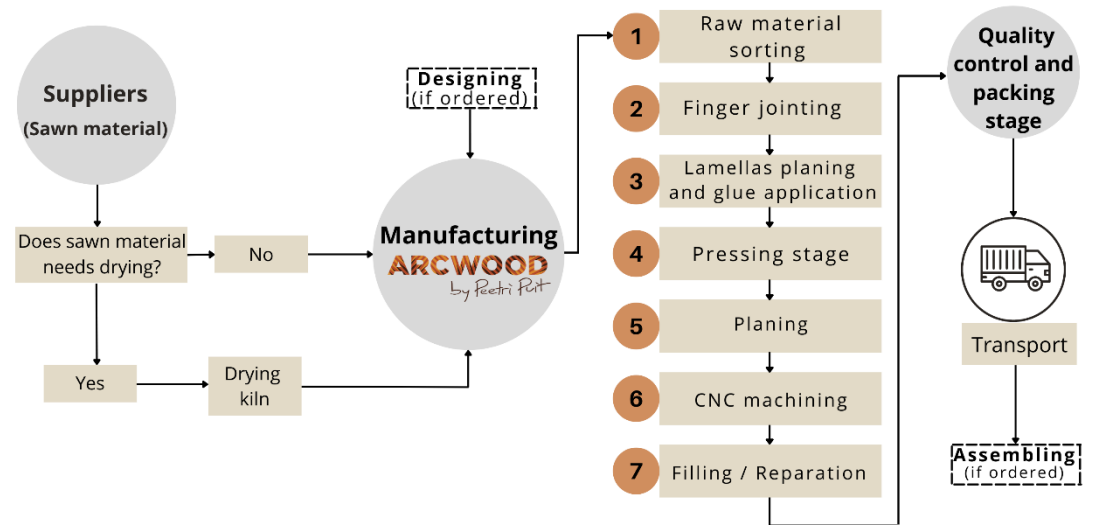 Suppliers
(Sawn material)
Does sawn material
needs drying?
No
Yes
Drying
kiln
Designing
(if ordered)
Manufacturing
ARCWOOD
by Peetri Puit
1
Raw material
sorting
2
Finger jointing
3
Lamellas planing
and glue application
4
Pressing stage
5
Planing
6
CNC machining
7
Filling / Reparation
Quality
control and
packing
stage
Transport
Assembling
(if ordered)